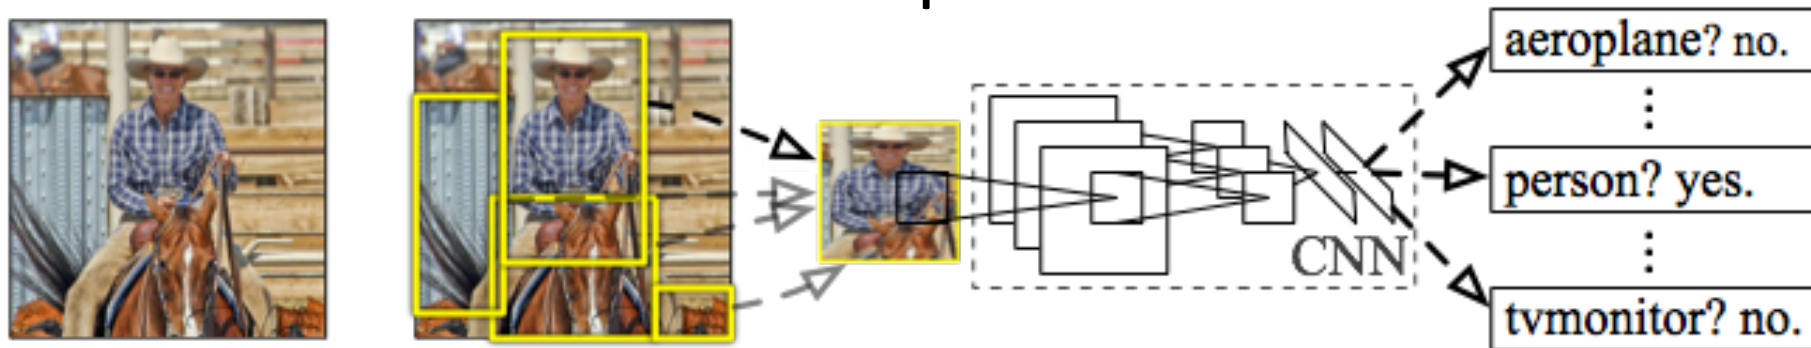 aeroplane? no.
person? yes.
CNN
tvmonitor? no.